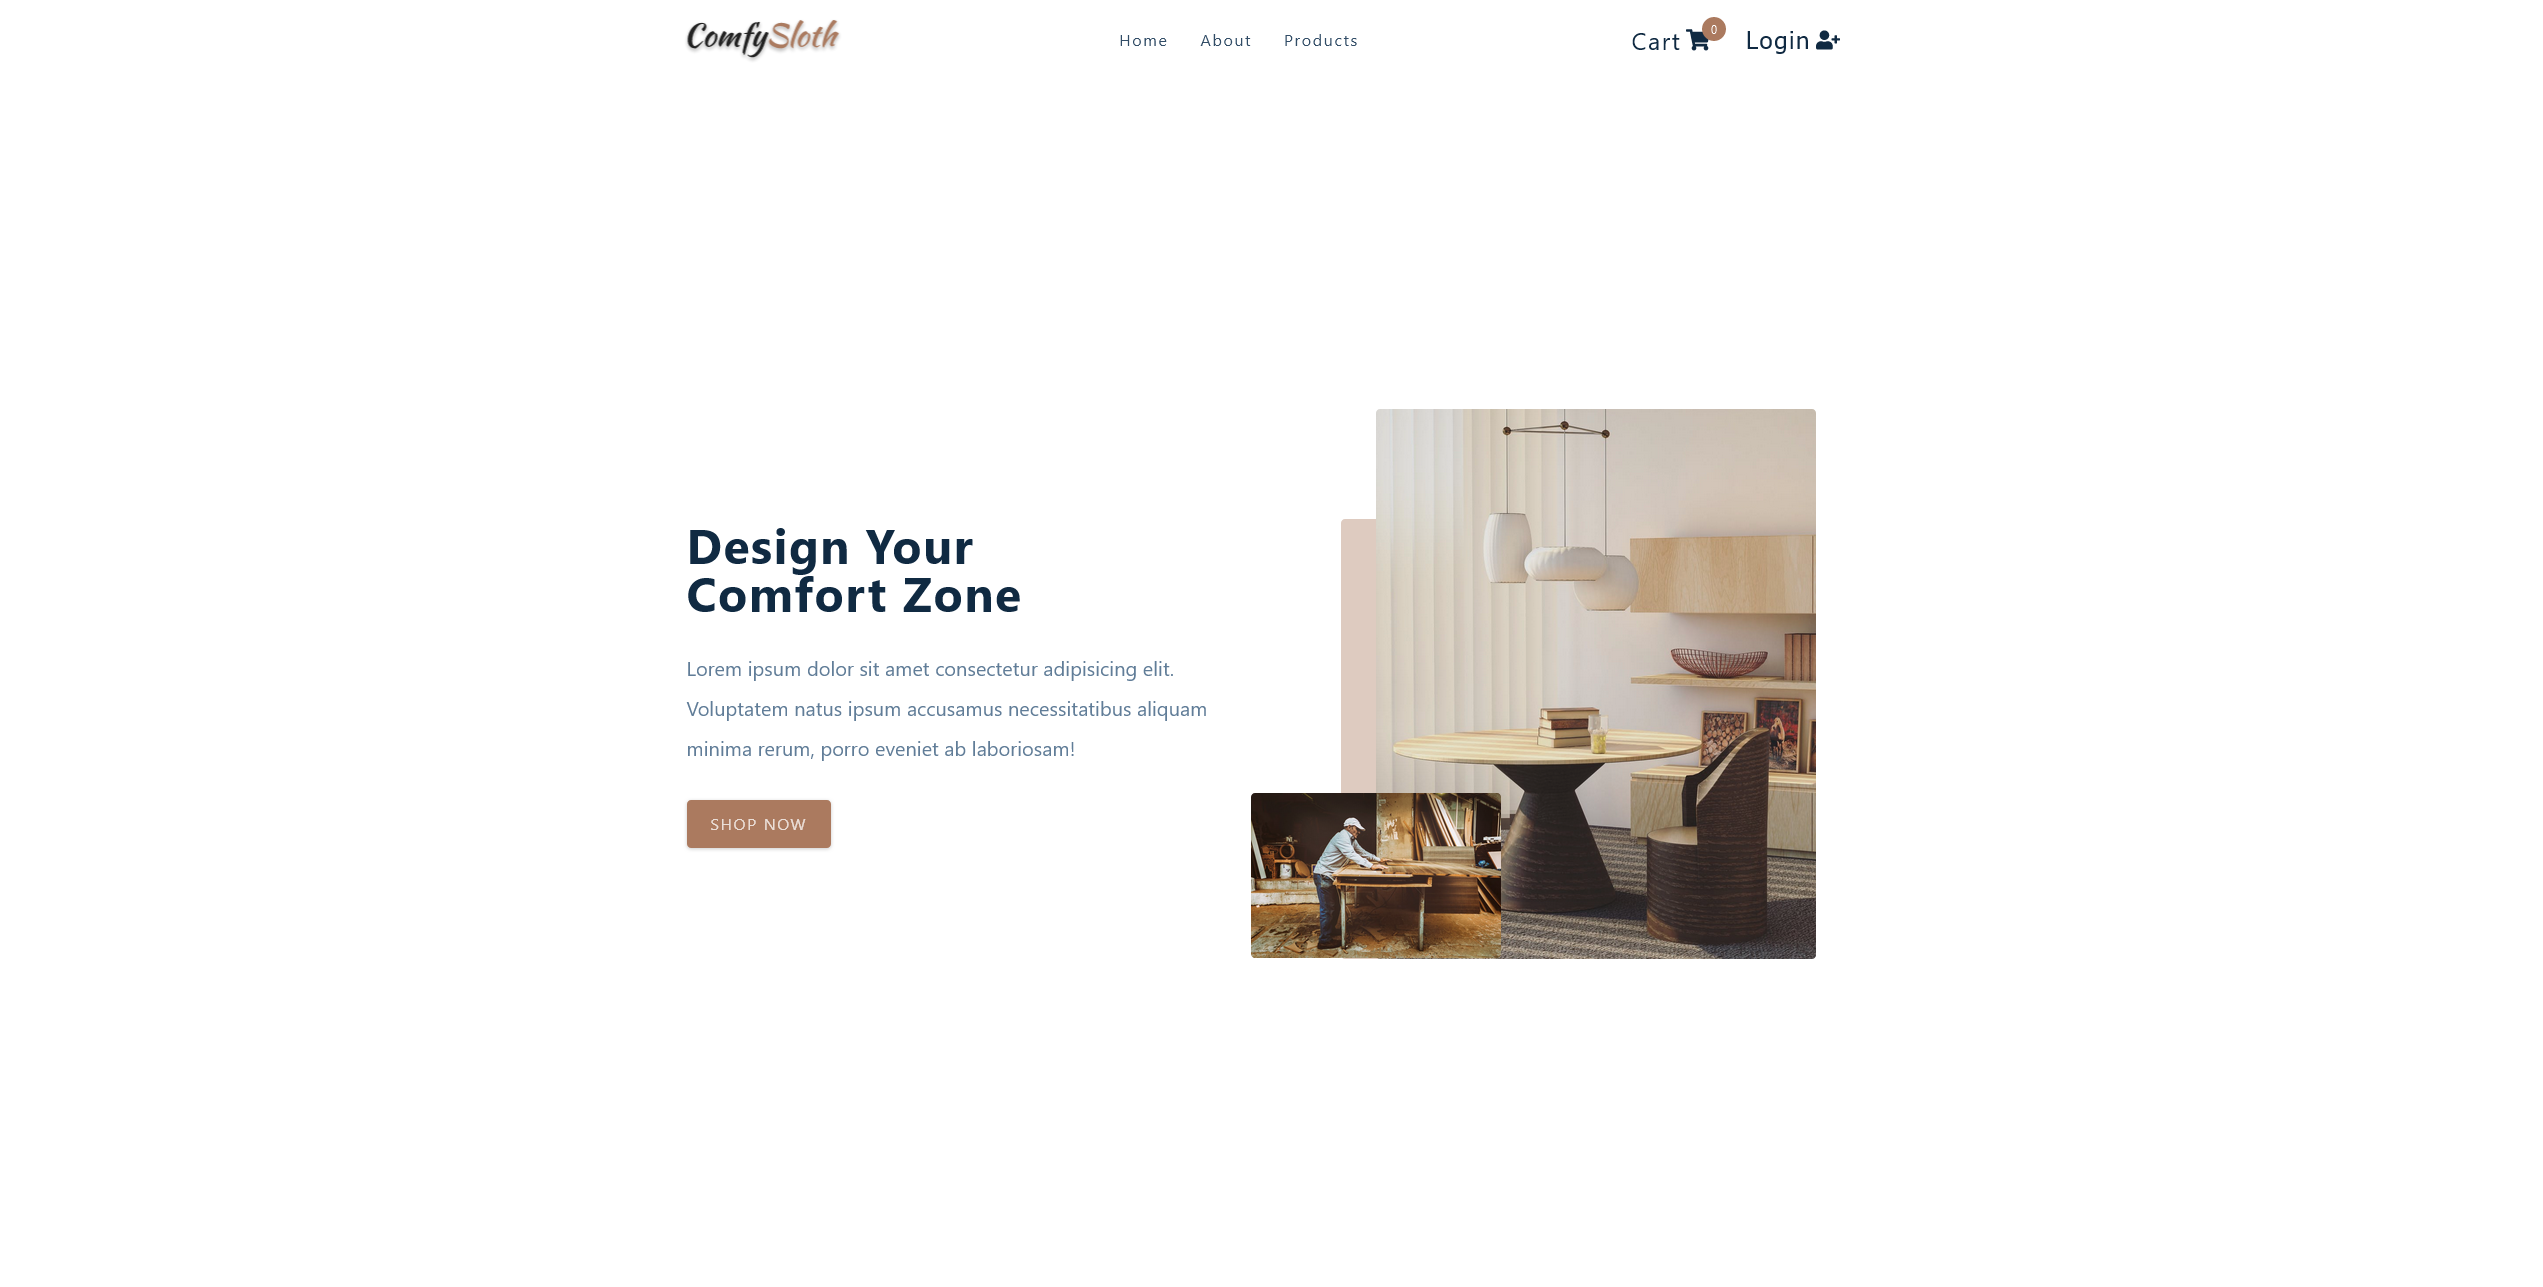 ComfySloth
Home About Products
Cart 0 Login
Design Your
Comfort Zone
Lorem ipsum dolor sit amet consectetur adipisicing elit.
Voluptatem natus ipsum accusamus necessitatibus aliquam
minima rerum, porro eveniet ab laboriosam!
SHOP NOW